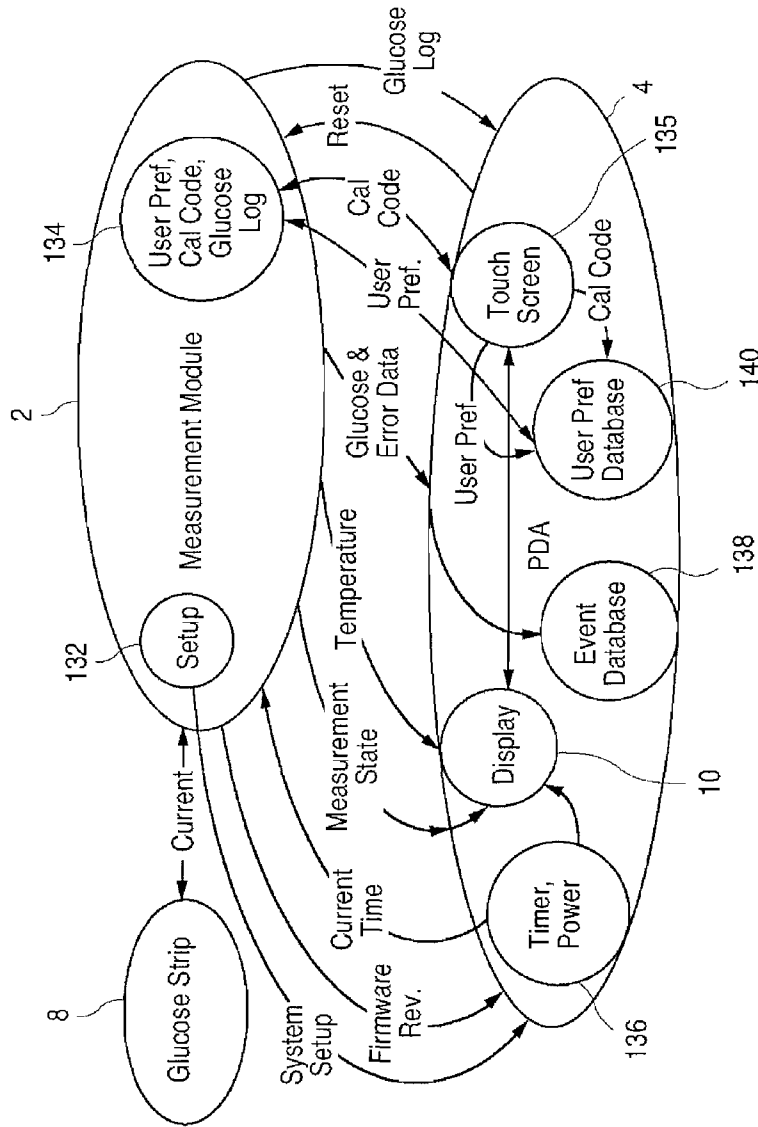 2
134
User Pref,
Cal Code,
Glucose
Log
Measurement Module
132
Setup
8
Glucose Strip
Current
Glucose
Log
Reset
Cal
Code
User
Pref.
Glucose &
Error Data
Temperature
Measurement
State
Current
Time
Firmware
Rev.
System
Setup
4
135
Touch
Screen
Cal Code
User Pref
140
User Pref
Database
PDA
138
Event
Database
Display
10
Timer,
Power
136